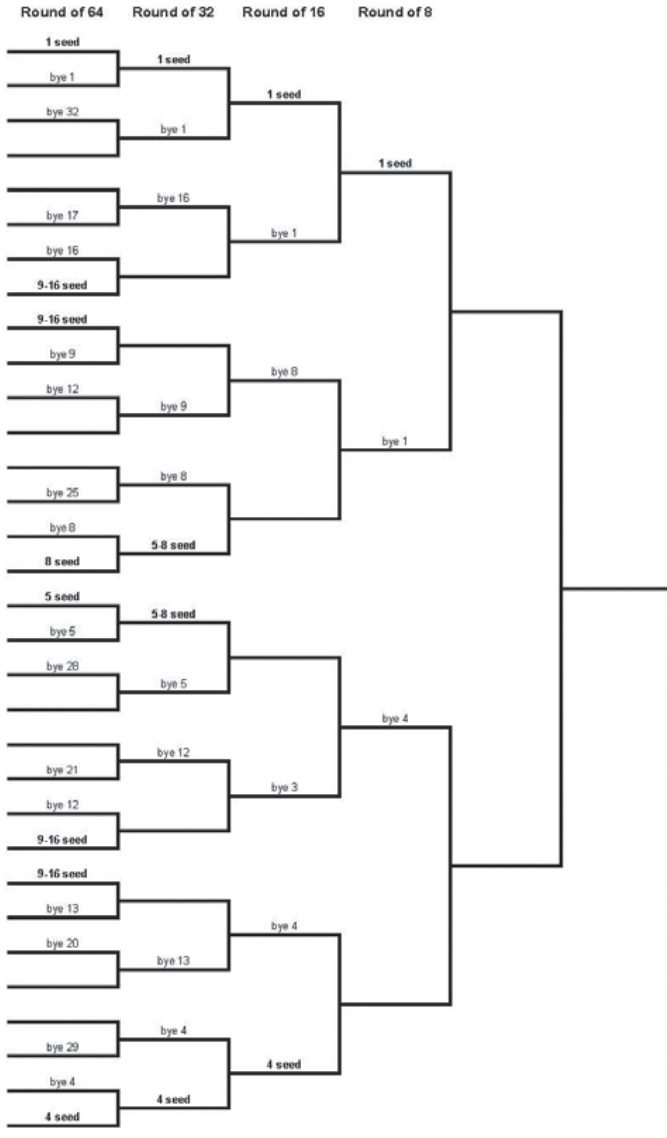 Round of 64 Round of 32 Round of 16 Round of 8
1 seed
1 seed
bye 1
1 seed
bye 32
bye 1
1 seed
bye 16
bye 17
bye 1
bye 16
9-16 seed
9-16 seed
bye 9
bye 8
bye 12
bye 9
bye 1
bye 8
bye 25
bye 8
5-8 seed
8 seed
5 seed
5-8 seed
bye 5
bye 28
bye 5
bye 4
bye 12
bye 21
bye 3
bye 12
9-16 seed
9-16 seed
bye 13
bye 4
bye 20
bye 13
bye 4
bye 29
4 seed
bye 4
4 seed
4 seed